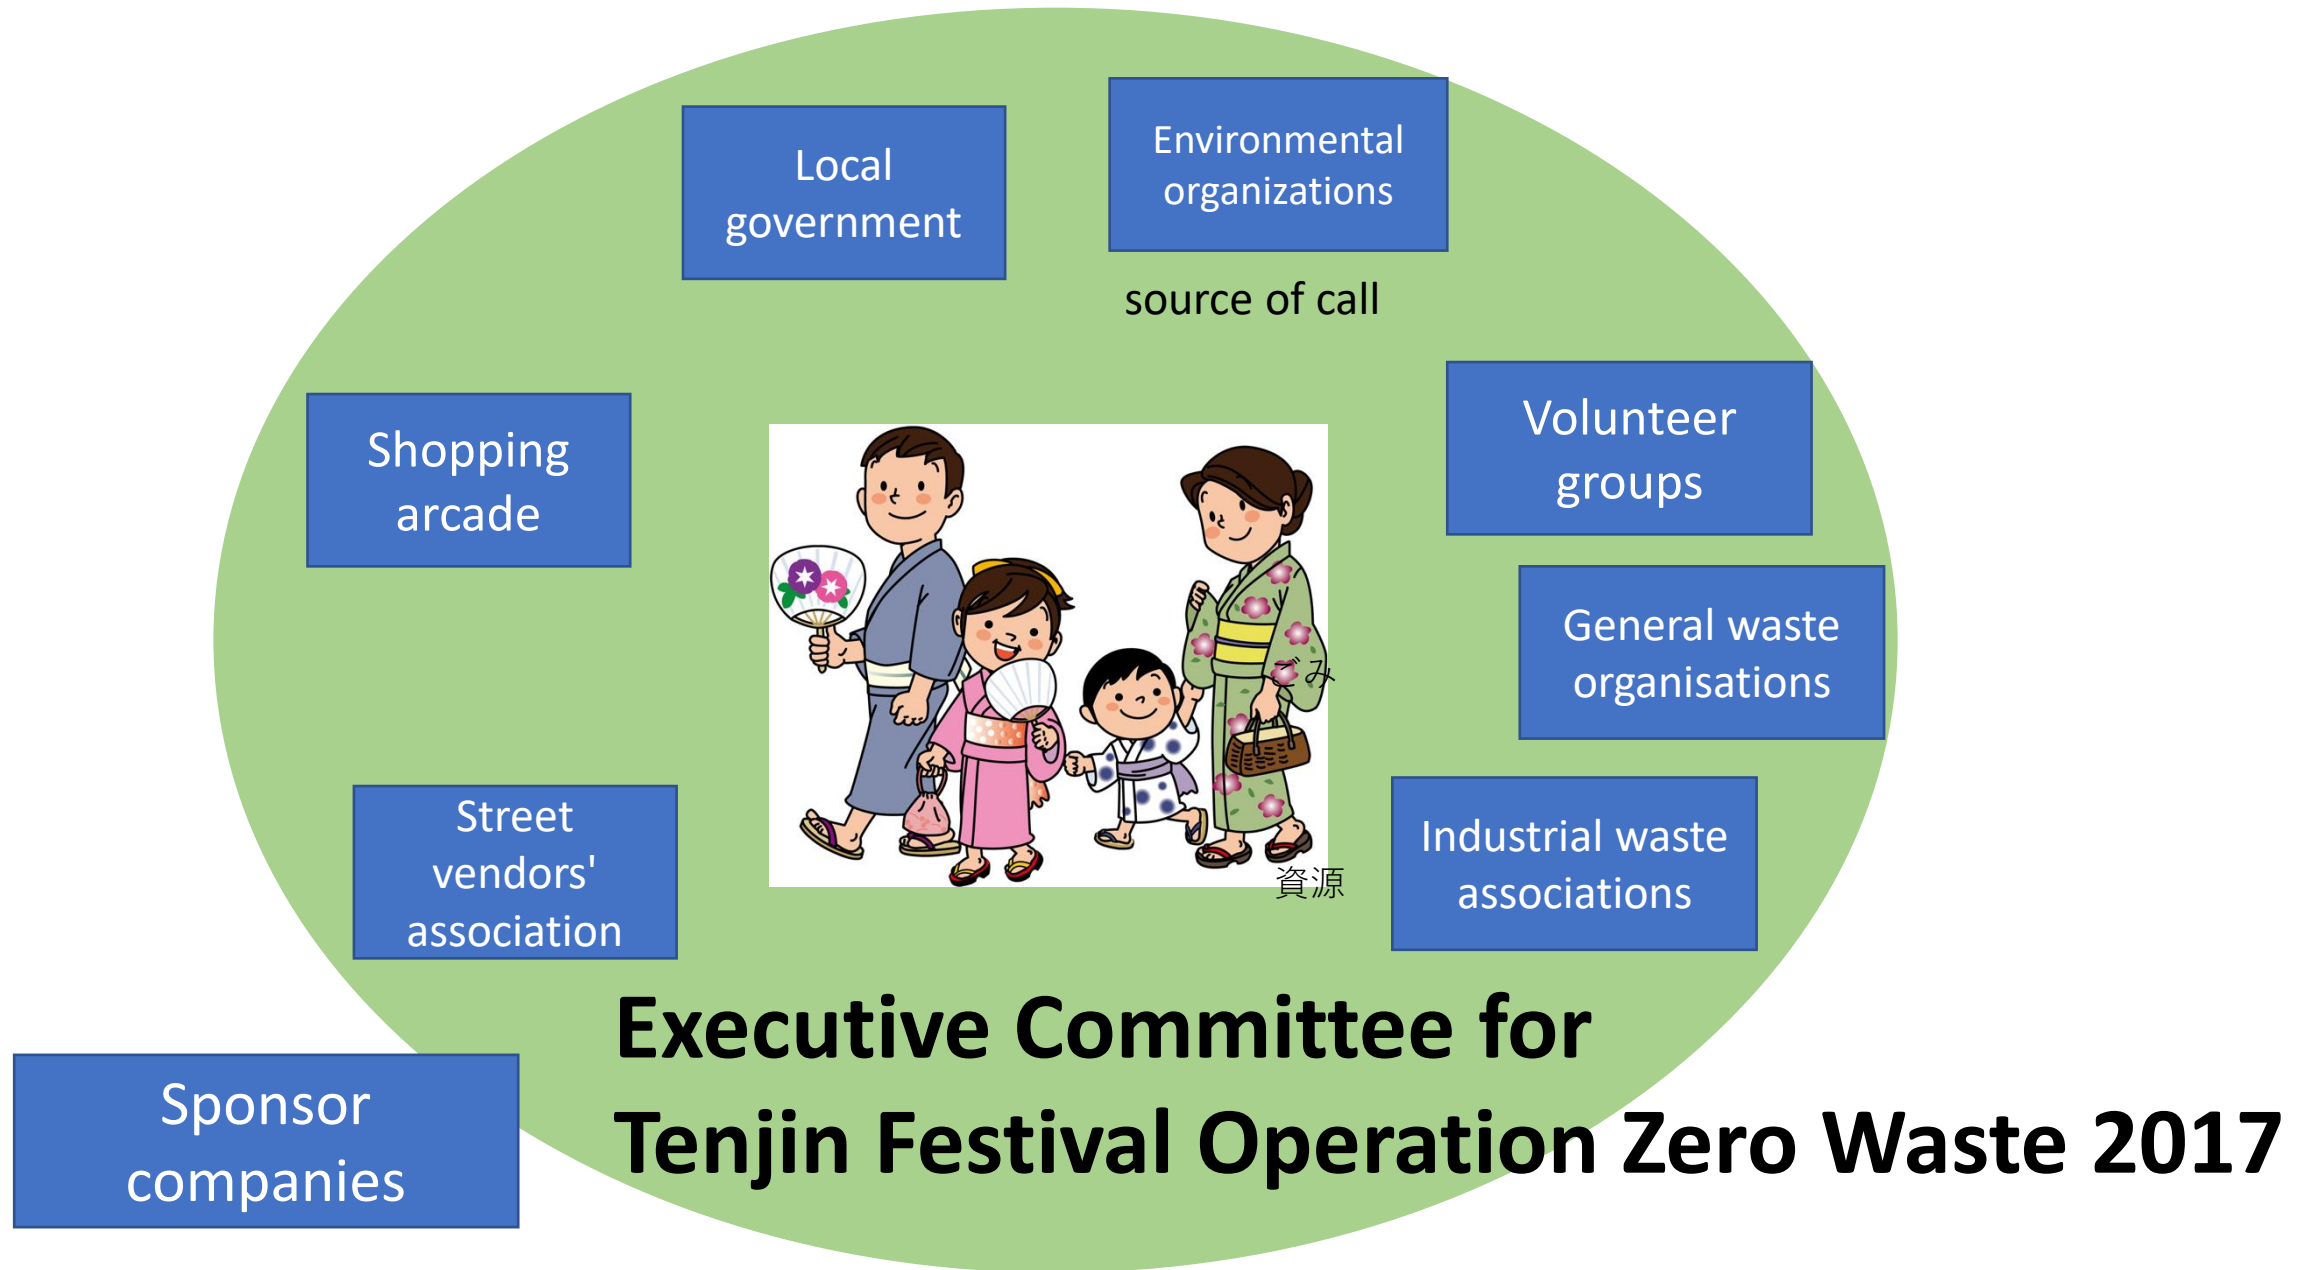 Local
government
Environmental
organizations
source of call
Shopping
arcade
Volunteer
groups
General waste
organisations
ごみ
Street
vendors'
association
Industrial waste
associations
資源
Executive Committee for
Tenjin Festival Operation Zero Waste 2017
Sponsor
companies